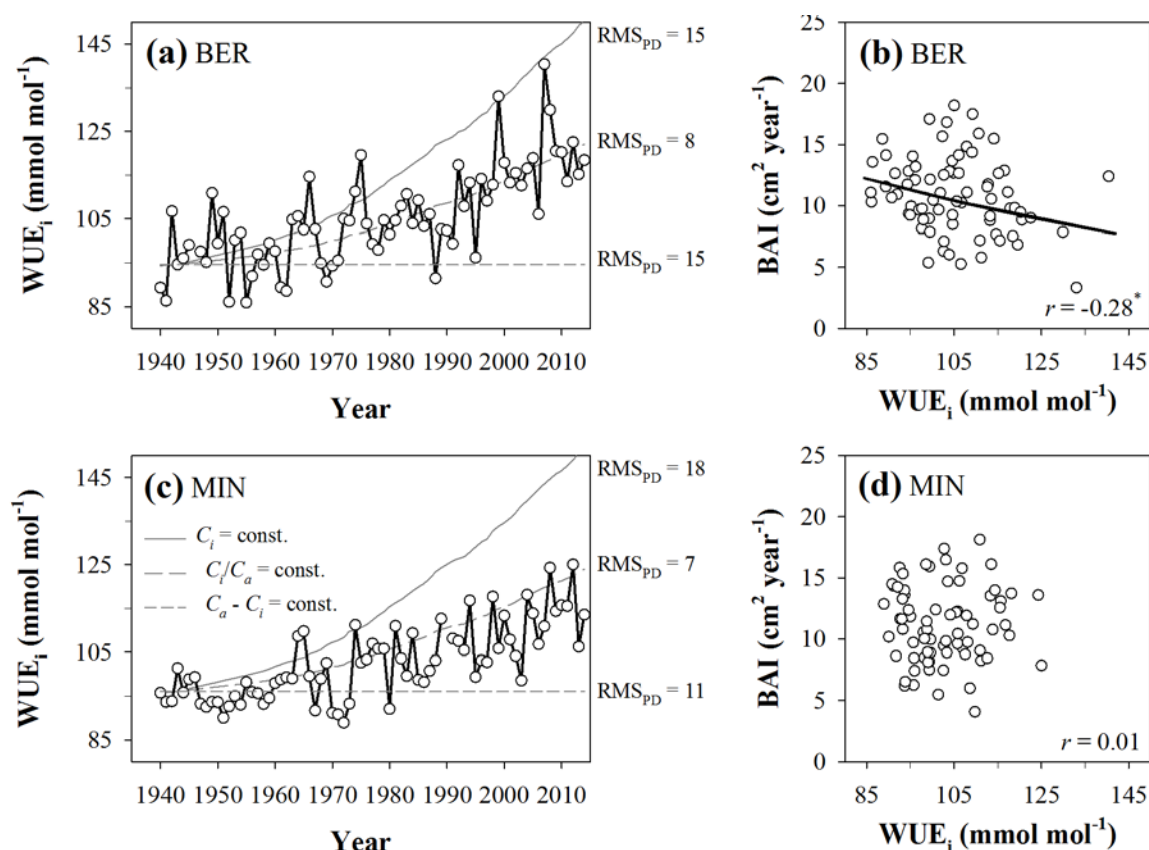 (a) BER
WUEi (mmol mol-1)
145
125
105
85
1940 1950 1960 1970 1980 1990 2000 2010
Year
RMSPD = 15
RMSPD = 8
RMSPD = 15
(b) BER
BAI (cm2 year-1)
25
20
15
10
5
0
r = -0.28*
85 105 125 145
WUEi (mmol mol-1)
(c) MIN
WUEi (mmol mol-1)
145
125
105
85
Ci = const.
Ci/Ca = const.
Ca - Ci = const.
1940 1950 1960 1970 1980 1990 2000 2010
Year
RMSPD = 18
RMSPD = 7
RMSPD = 11
(d) MIN
BAI (cm2 year-1)
25
20
15
10
5
0
r = 0.01
85 105 125 145
WUEi (mmol mol-1)